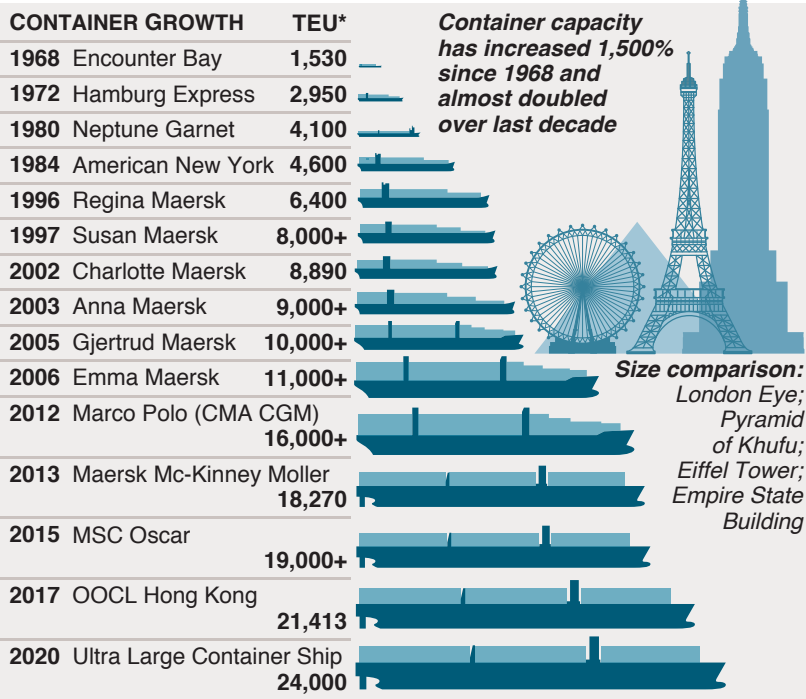 CONTAINER GROWTH TEU*
1968 Encounter Bay 1,530
1972 Hamburg Express 2,950
1980 Neptune Garnet 4,100
1984 American New York 4,600
1996 Regina Maersk 6,400
1997 Susan Maersk 8,000+
2002 Charlotte Maersk 8,890
2003 Anna Maersk 9,000+
2005 Gjertrud Maersk 10,000+
2006 Emma Maersk 11,000+
2012 Marco Polo (CMA CGM)
16,000+
2013 Maersk Mc-Kinney Moller
18,270
2015 MSC Oscar
19,000+
2017 OOCL Hong Kong
21,413
2020 Ultra Large Container Ship
24,000
Container capacity
has increased 1,500%
since 1968 and
almost doubled
over last decade
Size comparison:
London Eye;
Pyramid
of Khufu;
Eiffel Tower;
Empire State
Building